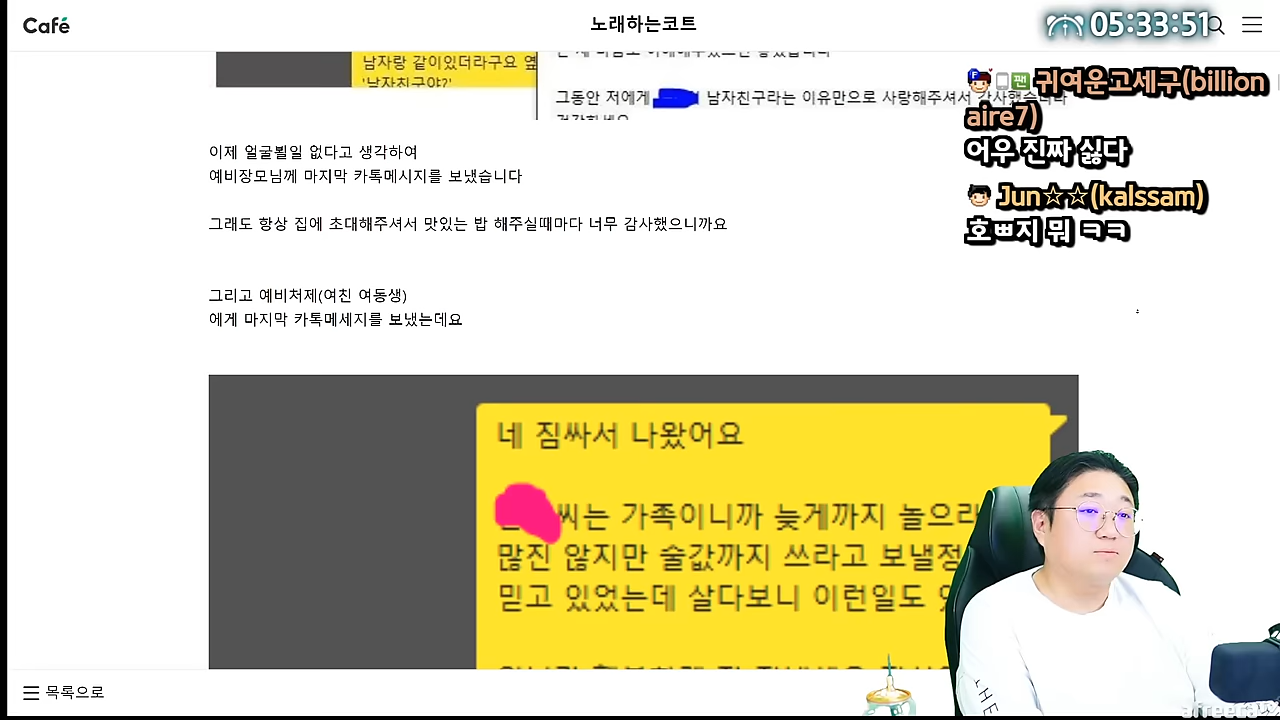 Café
노래하는코트
05:33:51
남자랑 같이있더라구요 옆
'남자친구야?'
그동안 저에게 남자친구라는 이유만으로 사랑해주셔서 감사했습니다
귀여운고세구(billion
aire7)
어우 진짜 싫다
Jun☆☆(kalssam)
호ㅃ지 뭐 ㅋㅋ
이제 얼굴뵐일 없다고 생각하여
예비장모님께 마지막 카톡메시지를 보냈습니다
그래도 항상 집에 초대해주셔서 맛있는 밥 해주실때마다 너무 감사했으니까요
그리고 예비처제(여친 여동생)
에게 마지막 카톡메세지를 보냈는데요
네 짐싸서 나왔어요
씨는 가족이니까 늦게까지 놀으라
많진 않지만 술값까지 쓰라고 보낼정
믿고 있었는데 살다보니 이런일도
목록으로
afreeca